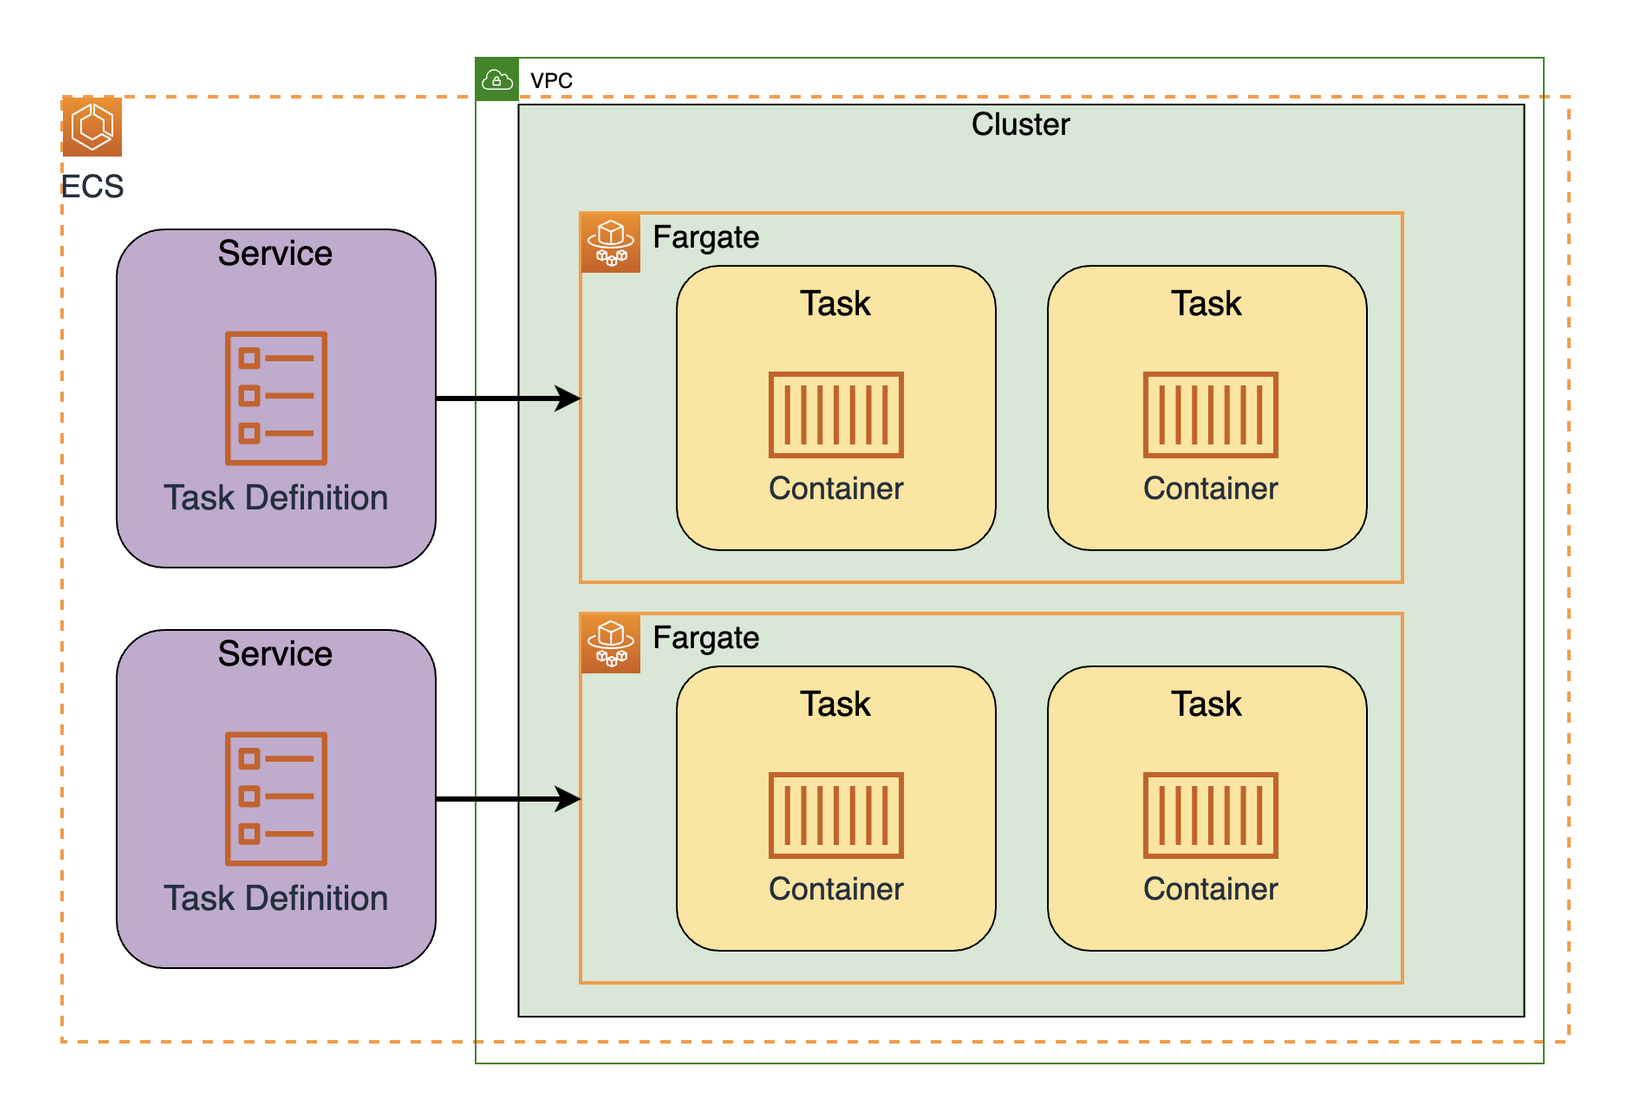 VPC
ECS
Cluster
Service
Task Definition
Fargate
Task
Container
Task
Container
Service
Task Definition
Fargate
Task
Container
Task
Container